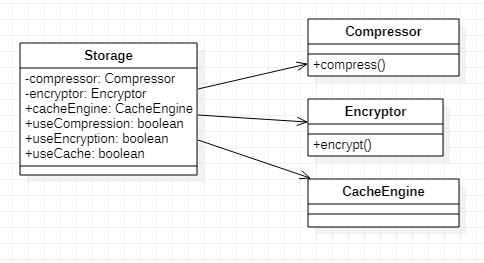 Storage
-compressor: Compressor
-encryptor: Encryptor
+cacheEngine: CacheEngine
+useCompression: boolean
+useEncryption: boolean
+useCache: boolean
Compressor
+compress()
Encryptor
+encrypt()
CacheEngine